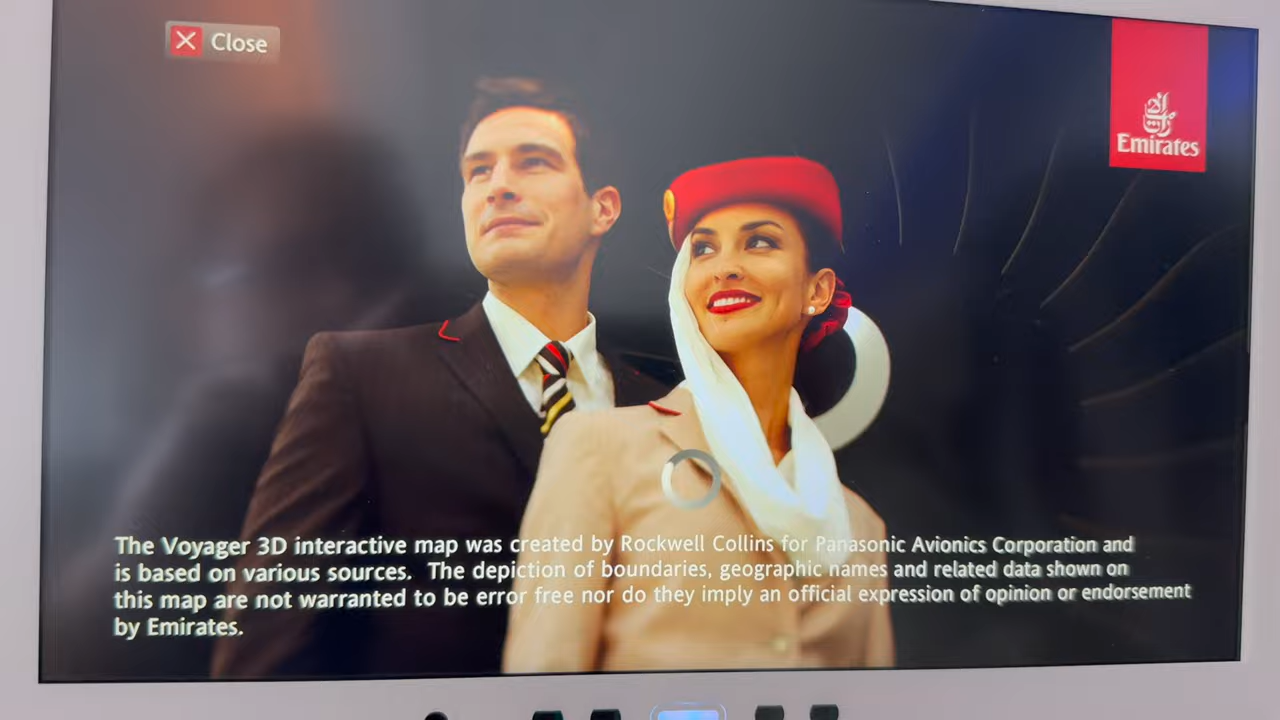 Close
Emirates
The Voyager 3D interactive map was created by Rockwell Collins for Panasonic Avionics Corporation and
is based on various sources. The depiction of boundaries, geographic names and related data shown on
this map are not warranted to be error free nor do they imply an official expression of opinion or endorsement
by Emirates.